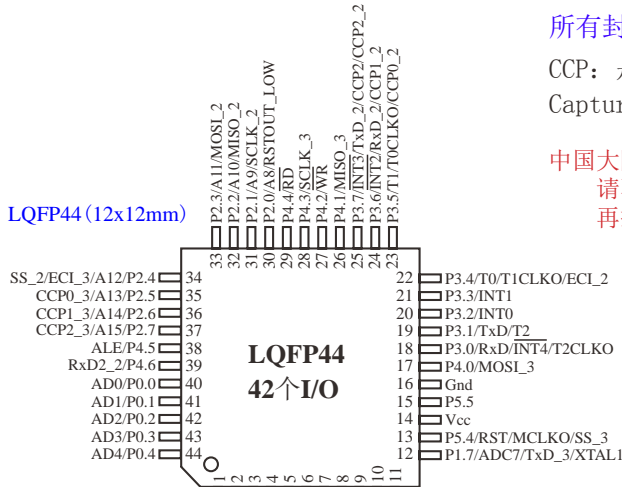 所有
CCP:
Captur
中国大
请
再
LQFP44(12x12mm)
P2.3/A11/MOSI_2
P2.2/A10/MISO_2
P2.1/A9/SCLK_2
P2.0/A8/RSTOUT_LOW
P4.4/RD
P4.3/SCLK_3
P4.2/WR
P4.1/MISO_3
P3.7/INT3/TxD_2/CCP2/CCP2_2
P3.6/INT2/RxD_2/CCP1_2
P3.5/T1/T0CLKO/CCP0_2
33 32 31 30 29 28 27 26 25 24 23
SS_2/ECI_3/A12/P2.4 34
CCP0_3/A13/P2.5 35
CCP1_3/A14/P2.6 36
CCP2_3/A15/P2.7 37
ALE/P4.5 38
RxD2_2/P4.6 39
AD0/P0.0 40
AD1/P0.1 41
AD2/P0.2 42
AD3/P0.3 43
AD4/P0.4 44
LQFP44
42个I/O
22 P3.4/T0/T1CLKO/ECI_2
21 P3.3/INT1
20 P3.2/INT0
19 P3.1/TxD/T2
18 P3.0/RxD/INT4/T2CLKO
17 P4.0/MOSI_3
16 Gnd
15 P5.5
14 Vcc
13 P5.4/RST/MCLKO/SS_3
12 P1.7/ADC7/TxD_3/XTAL1
1 2 3 4 5 6 7 8 9 10 11